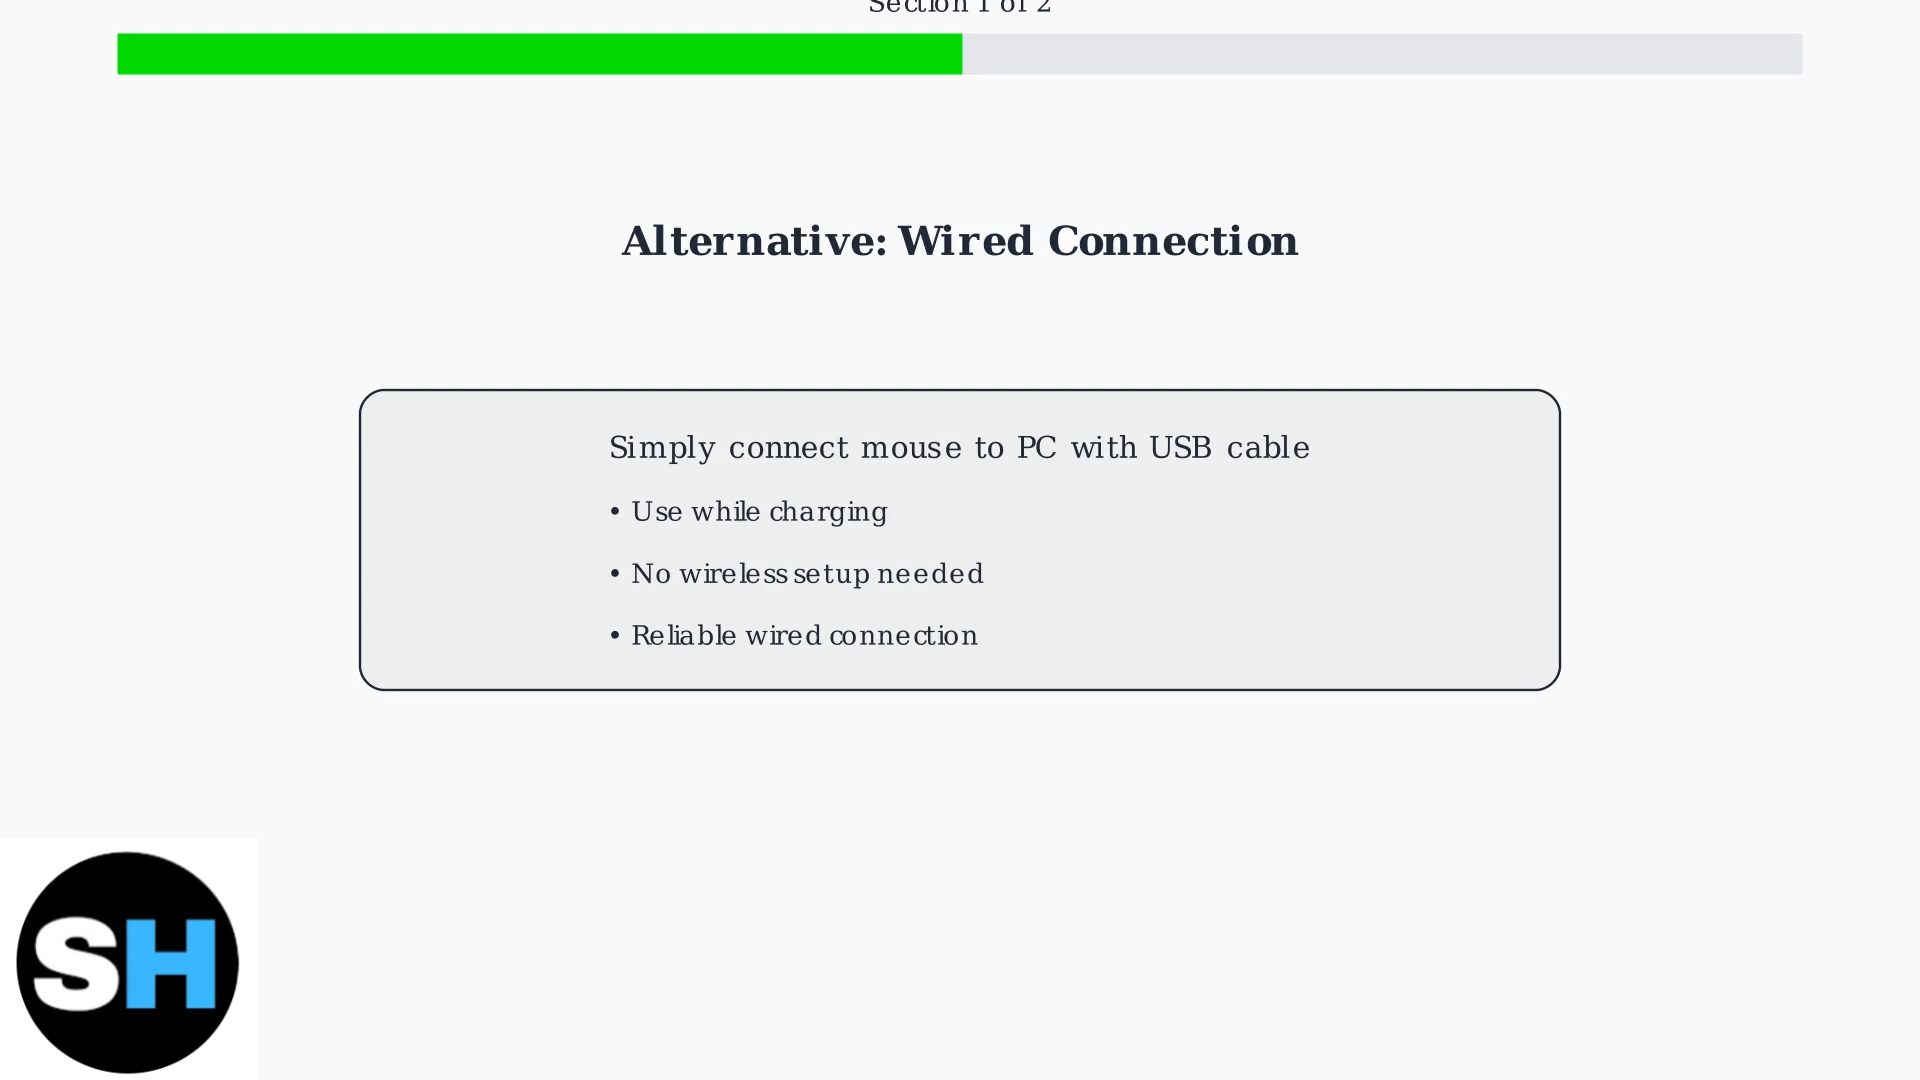 Section 1 of 2
Alternative: Wired Connection
Simply connect mouse to PC with USB cable
• Use while charging
• No wireless setup needed
• Reliable wired connection
SH